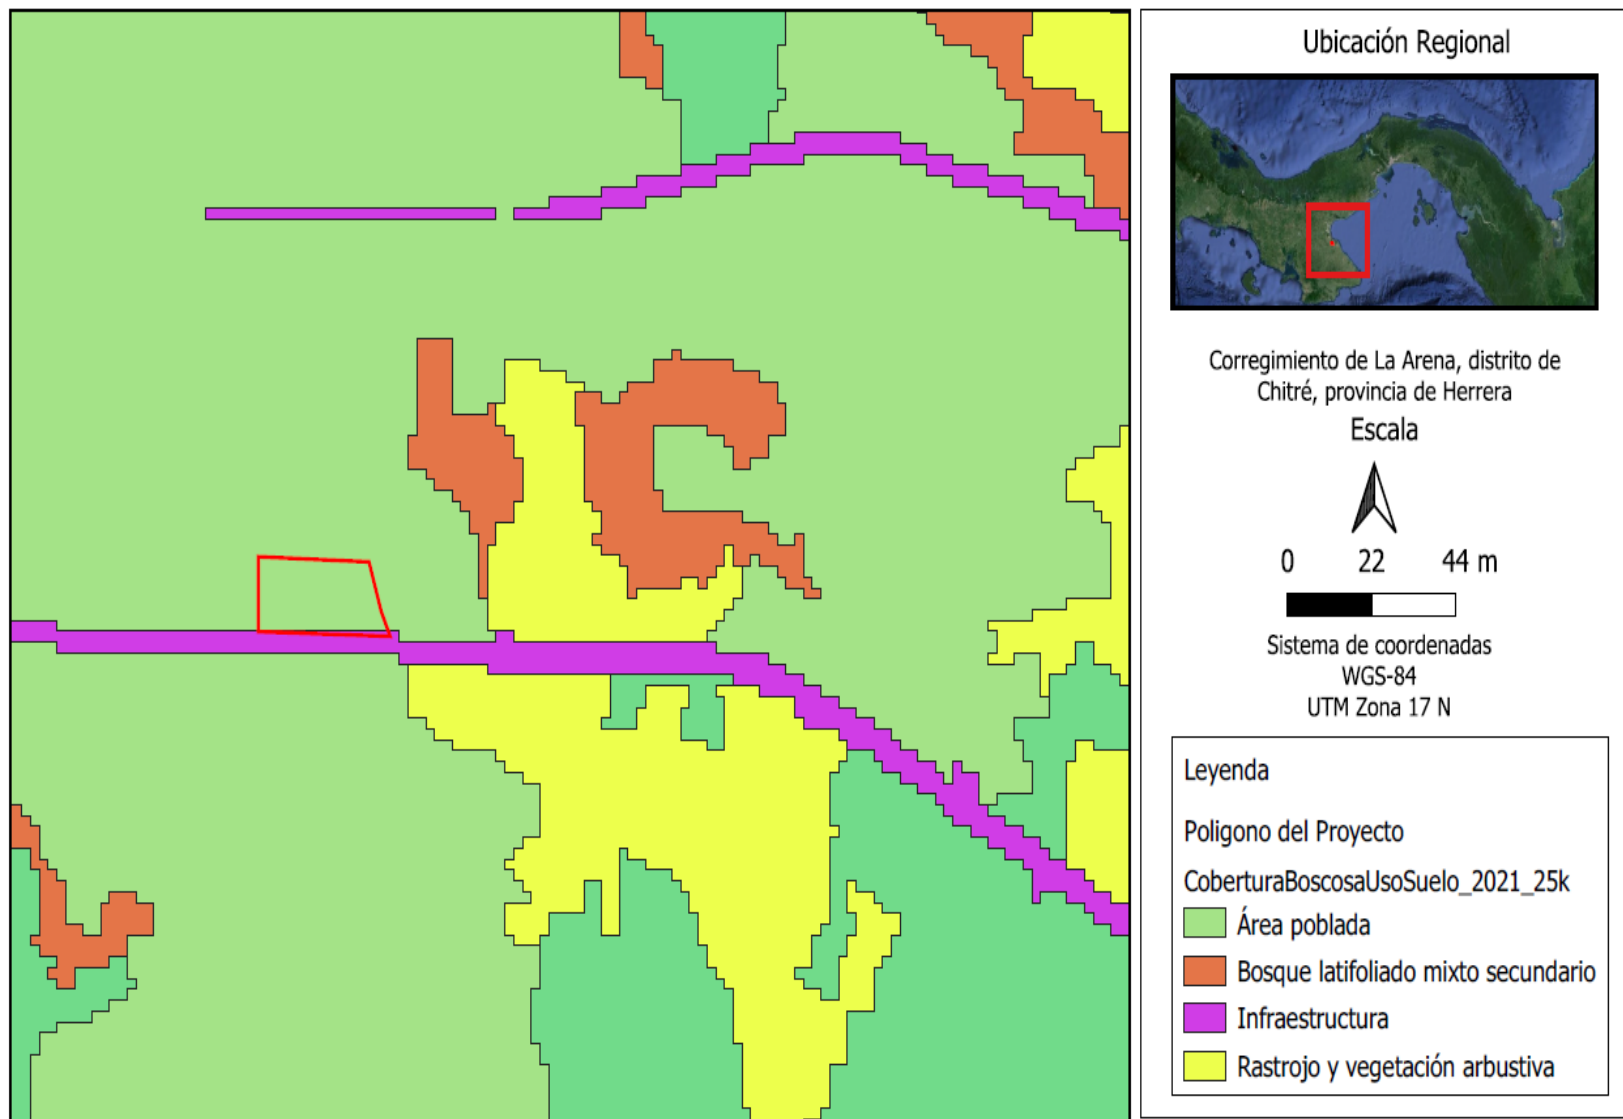 Ubicación Regional
Corregimiento de La Arena, distrito de
Chitré, provincia de Herrera
Escala
0 22 44 m
Sistema de coordenadas
WGS-84
UTM Zona 17 N
Leyenda
Poligono del Proyecto
CoberturaBoscosaUsoSuelo_2021_25k
Área poblada
Bosque latifoliado mixto secundario
Infraestructura
Rastrojo y vegetación arbustiva